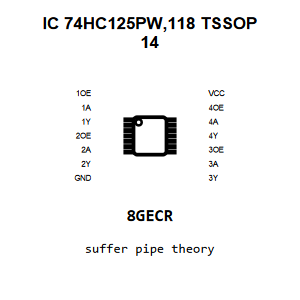 IC 74HC125PW,118 TSSOP
14
1OE VCC
1A 4OE
1Y 4A
2OE 4Y
2A 3OE
2Y 3A
GND 3Y
8GECR
suffer pipe theory